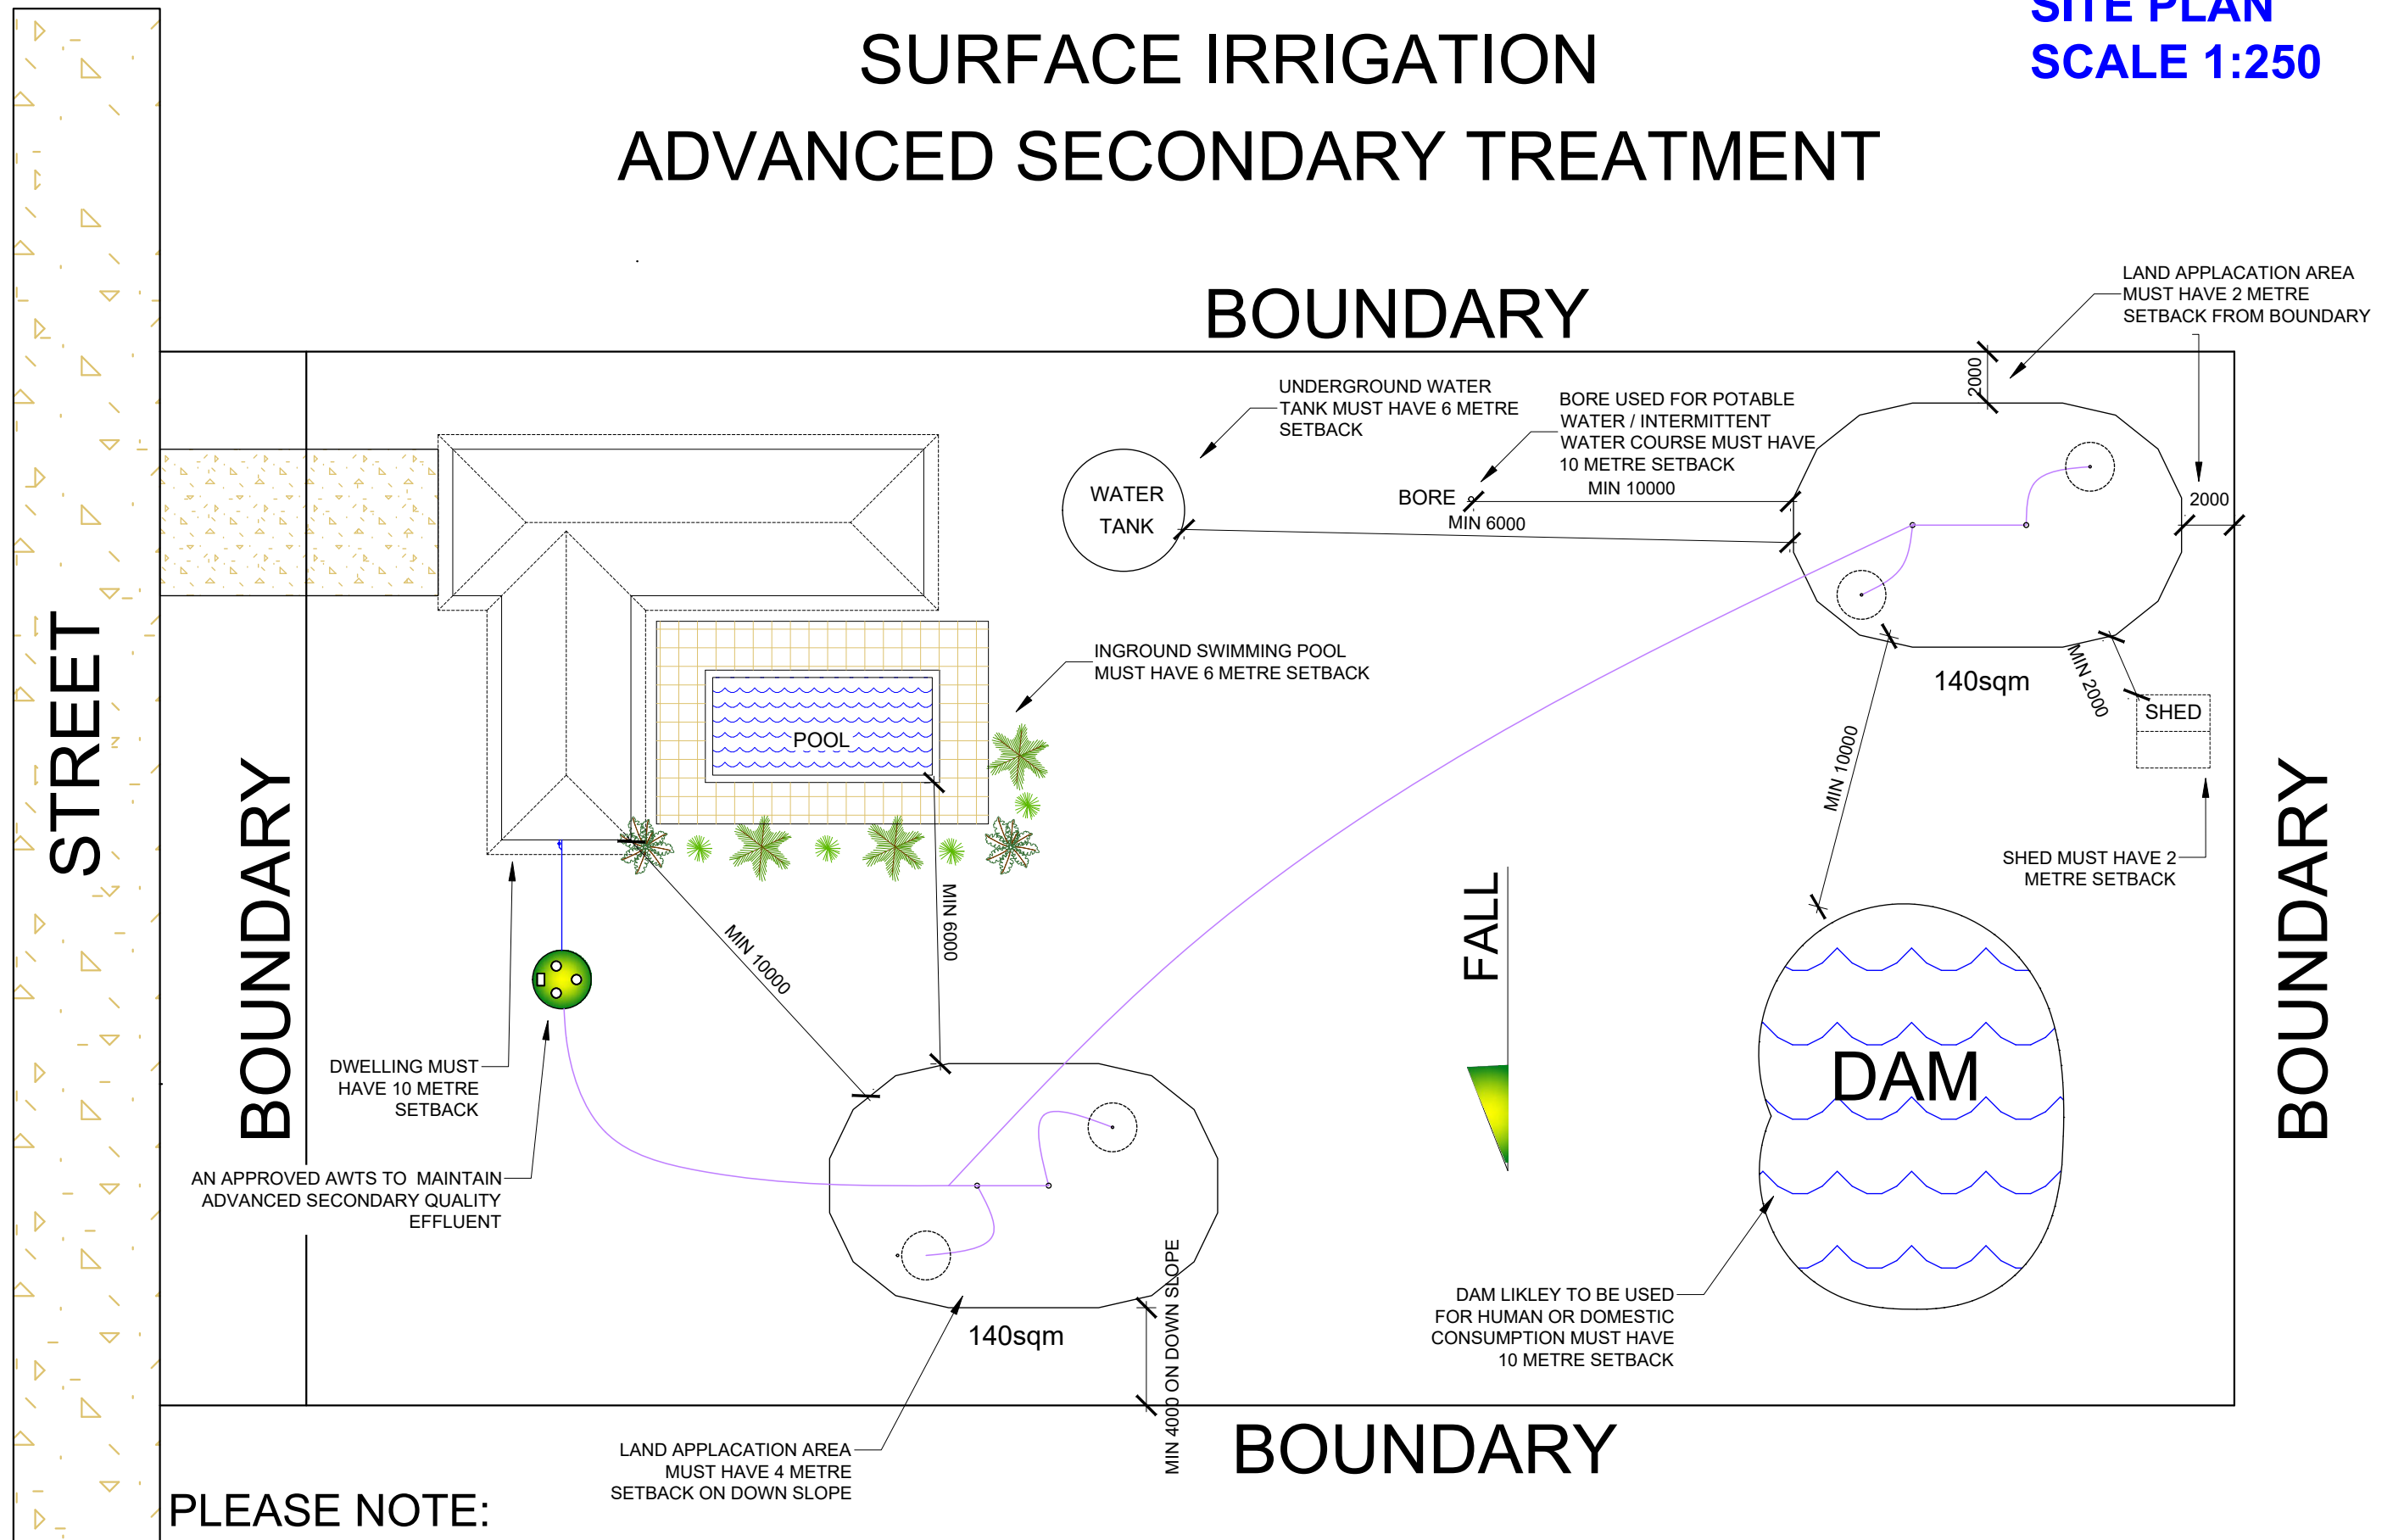 SITE PLAN
SCALE 1:250
SURFACE IRRIGATION
ADVANCED SECONDARY TREATMENT
BOUNDARY
LAND APPLACATION AREA
MUST HAVE 2 METRE
SETBACK FROM BOUNDARY
2000
2000
UNDERGROUND WATER
TANK MUST HAVE 6 METRE
SETBACK
BORE USED FOR POTABLE
WATER / INTERMITTENT
WATER COURSE MUST HAVE
10 METRE SETBACK
WATER
TANK
BORE
MIN 10000
MIN 6000
INGROUND SWIMMING POOL
MUST HAVE 6 METRE SETBACK
POOL
140sqm
MIN 2000
SHED
MIN 10000
SHED MUST HAVE 2
METRE SETBACK
STREET
BOUNDARY
BOUNDARY
FALL
MIN 6000
MIN 10000
DWELLING MUST
HAVE 10 METRE
SETBACK
AN APPROVED AWTS TO MAINTAIN
ADVANCED SECONDARY QUALITY
EFFLUENT
DAM
140sqm
MIN 4000 ON DOWN SLOPE
DAM LIKLEY TO BE USED
FOR HUMAN OR DOMESTIC
CONSUMPTION MUST HAVE
10 METRE SETBACK
BOUNDARY
LAND APPLACATION AREA
MUST HAVE 4 METRE
SETBACK ON DOWN SLOPE
PLEASE NOTE: